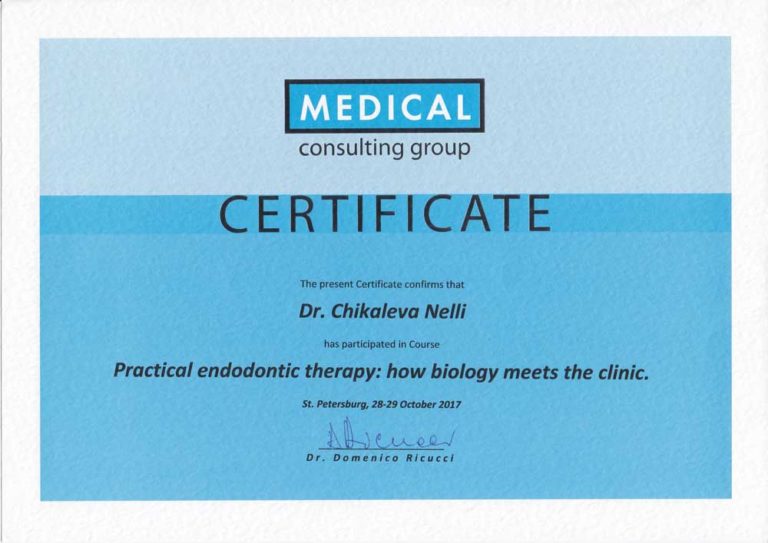 MEDICAL
consulting group
CERTIFICATE
The present Certificate confirms that
Dr. Chikaleva Nelli
has participated in Course
Practical endodontic therapy: how biology meets the clinic.
St. Petersburg, 28-29 October 2017
Dr. Domenico Ricucci